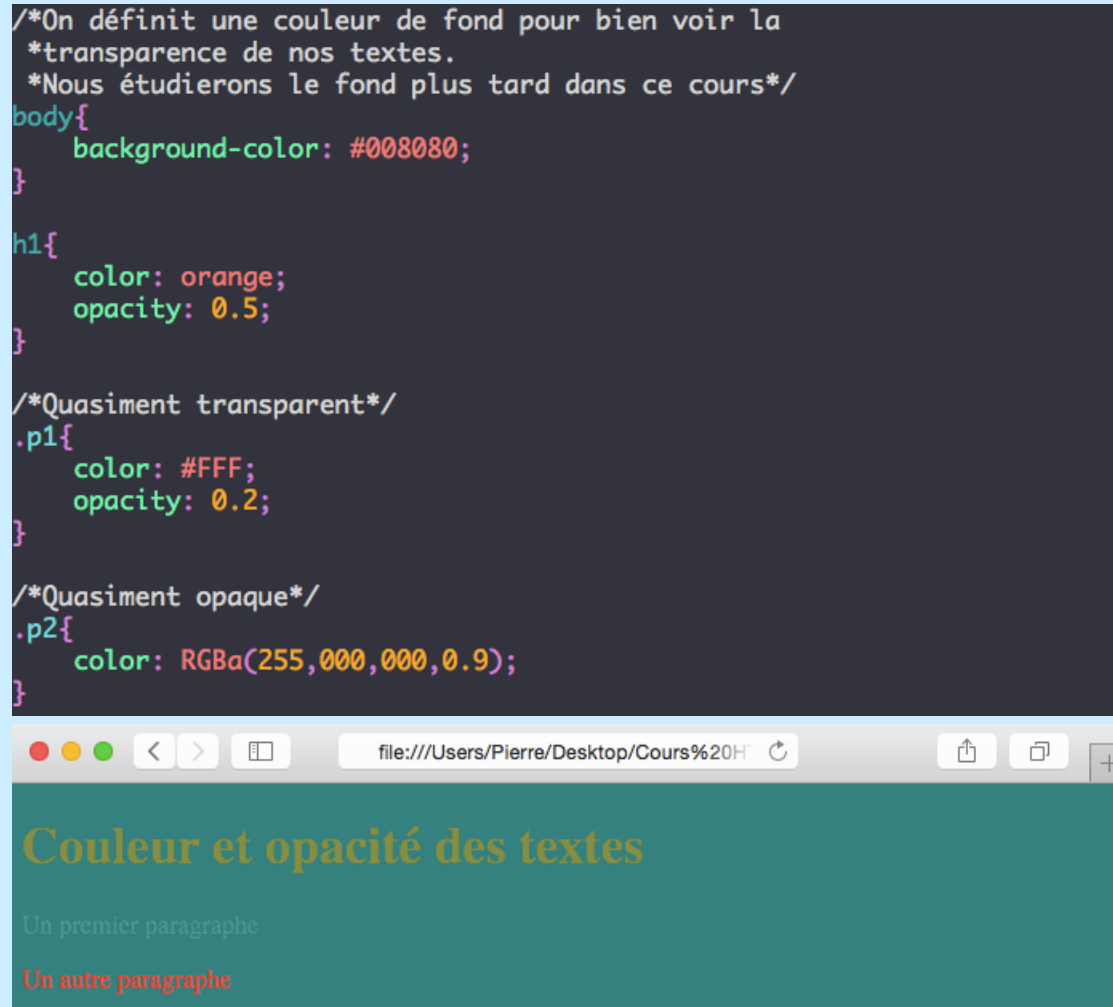 /*On définit une couleur de fond pour bien voir la
*transparence de nos textes.
*Nous étudierons le fond plus tard dans ce cours*/
body{
background-color: #008080;
}
h1{
color: orange;
opacity: 0.5;
}
/*Quasiment transparent*/
.p1{
color: #FFF;
opacity: 0.2;
}
/*Quasiment opaque*/
.p2{
color: RGBa(255,000,000,0.9);
}
file:///Users/Pierre/Desktop/Cours%20H
Couleur et opacité des textes
Un premier paragraphe
Un autre paragraphe